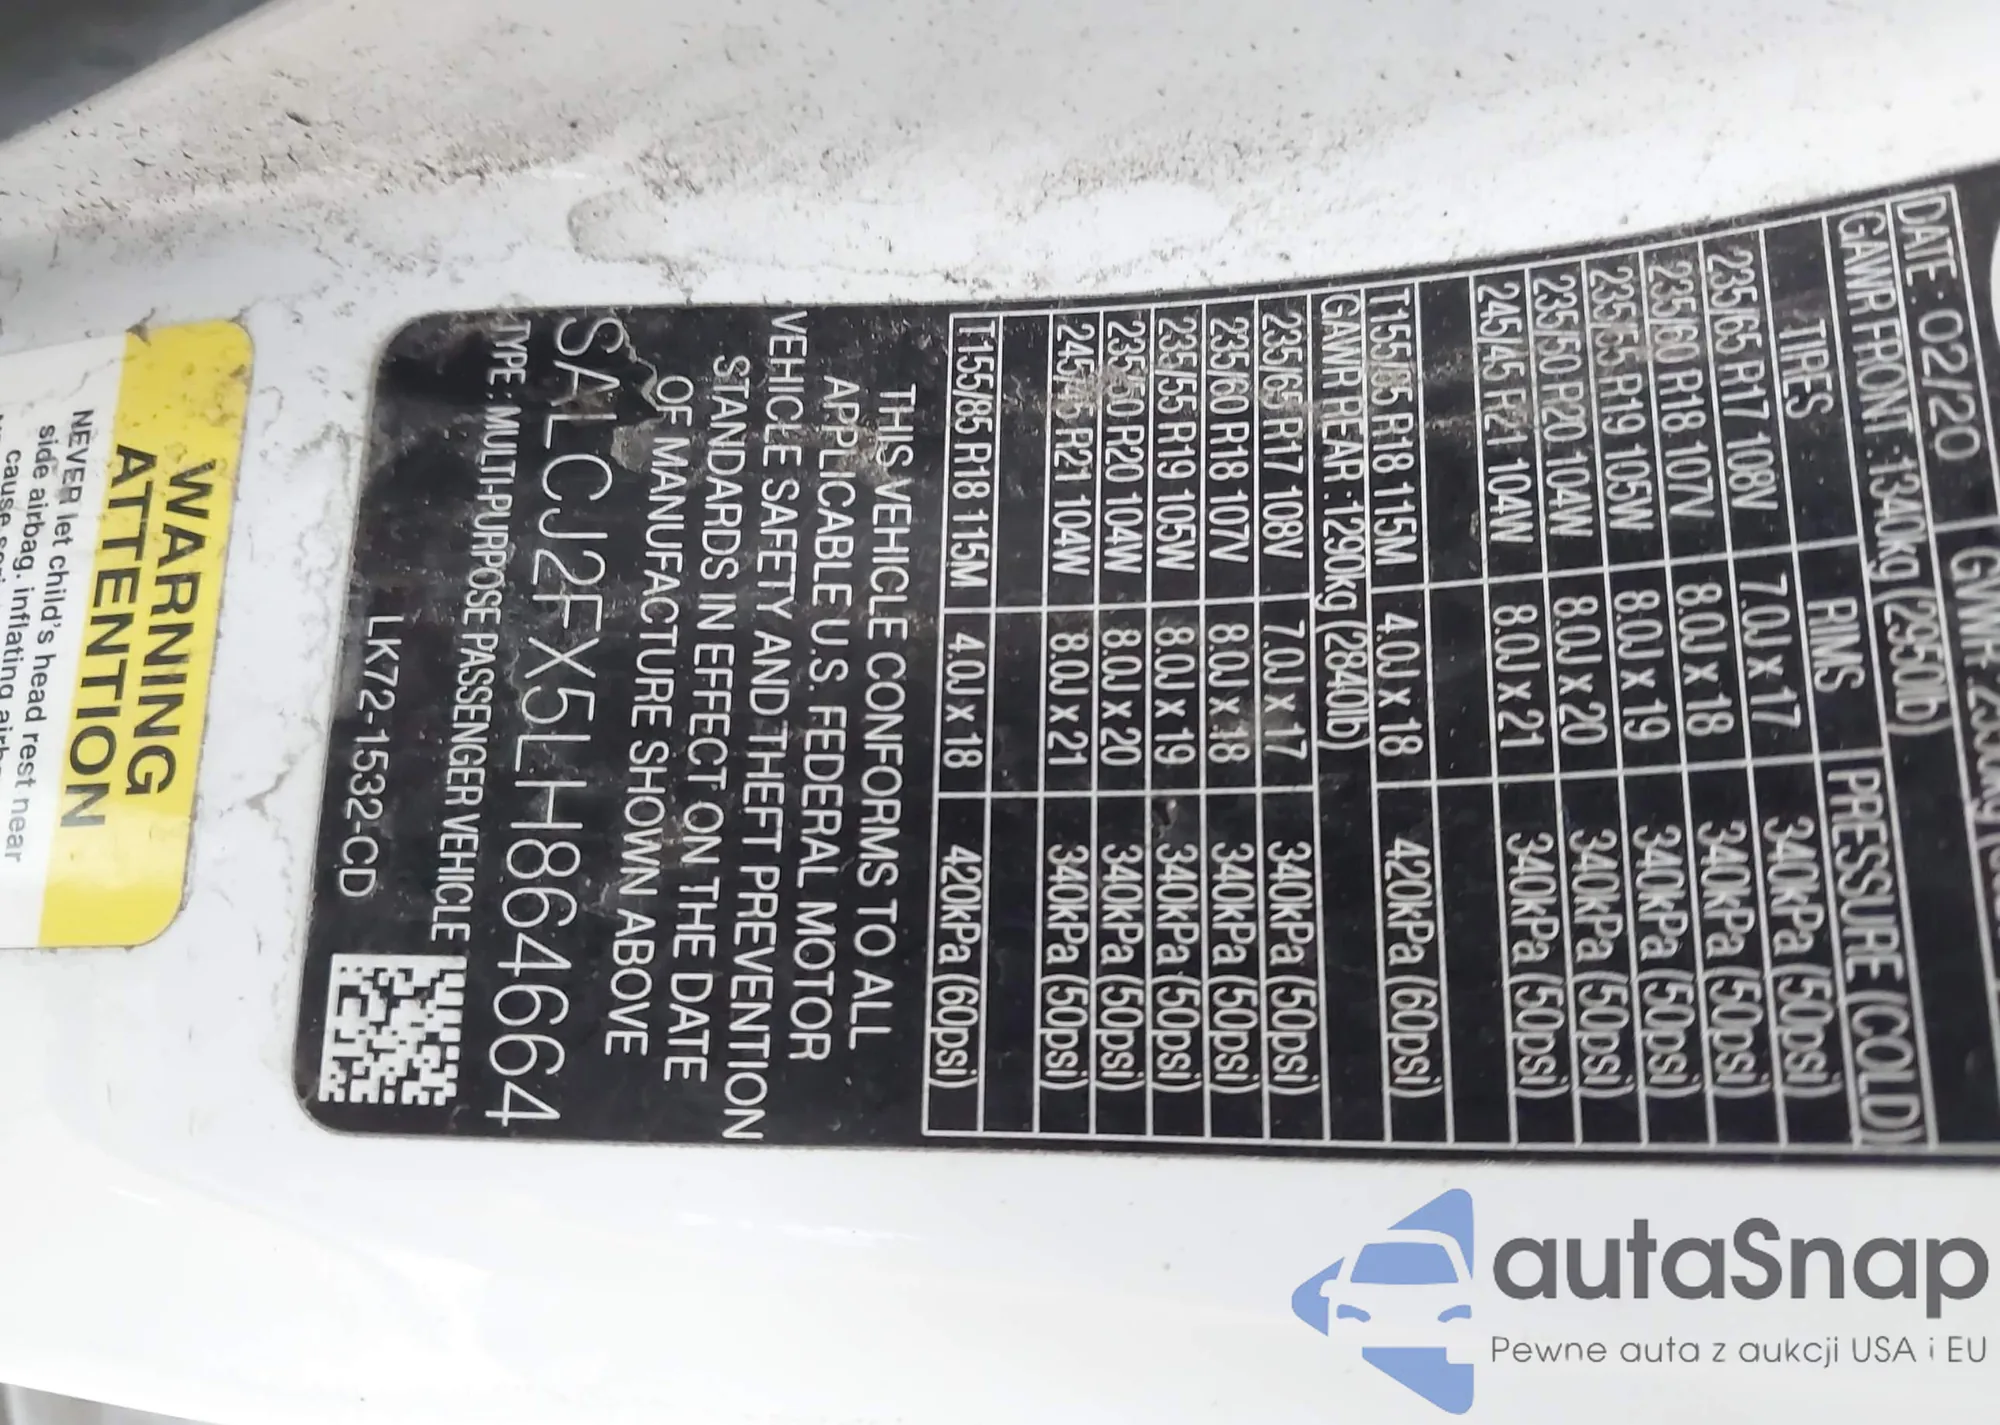 DATE : 02/20
GAWR FRONT : 1340kg (2950lb)
TIRES RIMS PRESSURE (COLD)
235/65 R17 108V 7.0J x 17 340kPa (50psi)
235/60 R18 107V 8.0J x 18 340kPa (50psi)
235/55 R19 105W 8.0J x 19 340kPa (50psi)
235/50 R20 104W 8.0J x 20 340kPa (50psi)
245/45 R21 104W 8.0J x 21 340kPa (50psi)
T155/85 R18 115M 4.0J x 18 420kPa (60psi)
GAWR REAR : 1290kg (2840lb)
235/65 R17 108V 7.0J x 17 340kPa (50psi)
235/60 R18 107V 8.0J x 18 340kPa (50psi)
235/55 R19 105W 8.0J x 19 340kPa (50psi)
235/50 R20 104W 8.0J x 20 340kPa (50psi)
245/45 R21 104W 8.0J x 21 340kPa (50psi)
T155/85 R18 115M 4.0J x 18 420kPa (60psi)
THIS VEHICLE CONFORMS TO ALL
APPLICABLE U.S. FEDERAL MOTOR
VEHICLE SAFETY AND THEFT PREVENTION
STANDARDS IN EFFECT ON THE DATE
OF MANUFACTURE SHOWN ABOVE
SALCJ2FX5LH864664
TYPE : MULTI-PURPOSE PASSENGER VEHICLE
LK72-1532-CD
WARNING
ATTENTION
NEVER let child's head rest near
side airbag. inflating
cause
autaSnap
Pewne auta z aukcji USA i EU